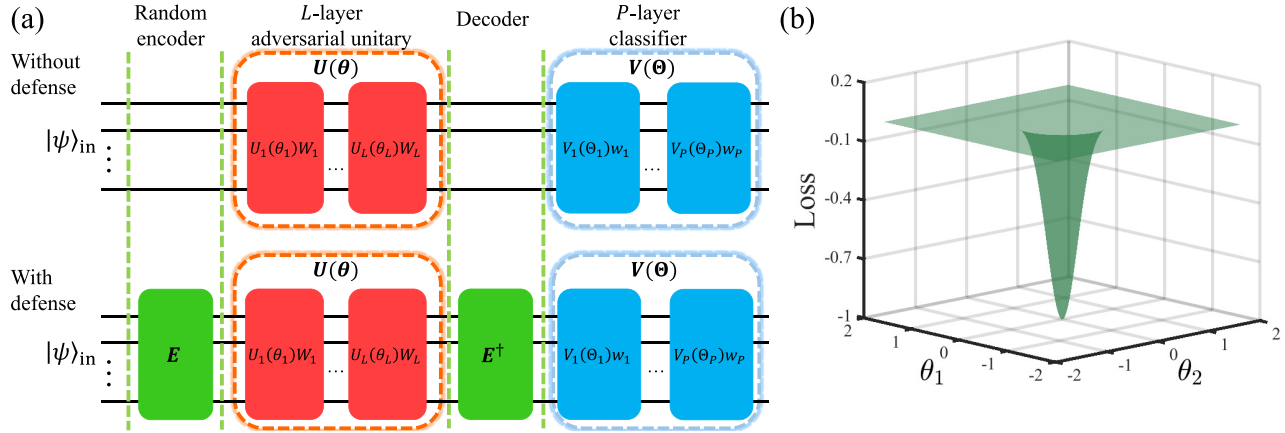 (a)
Random encoder
L-layer adversarial unitary
Decoder
P-layer classifier
Without defense
U(θ)
V(Θ)
|ψ⟩in
⋮
U1(θ1)W1
...
UL(θL)WL
V1(Θ1)w1
...
VP(ΘP)wP
With defense
U(θ)
V(Θ)
|ψ⟩in
⋮
E
U1(θ1)W1
...
UL(θL)WL
E†
V1(Θ1)w1
...
VP(ΘP)wP
(b)
Loss
0.2
-0.1
-0.4
-0.7
-1
2
1
0
-1
-2
θ1
-2
-1
0
1
2
θ2